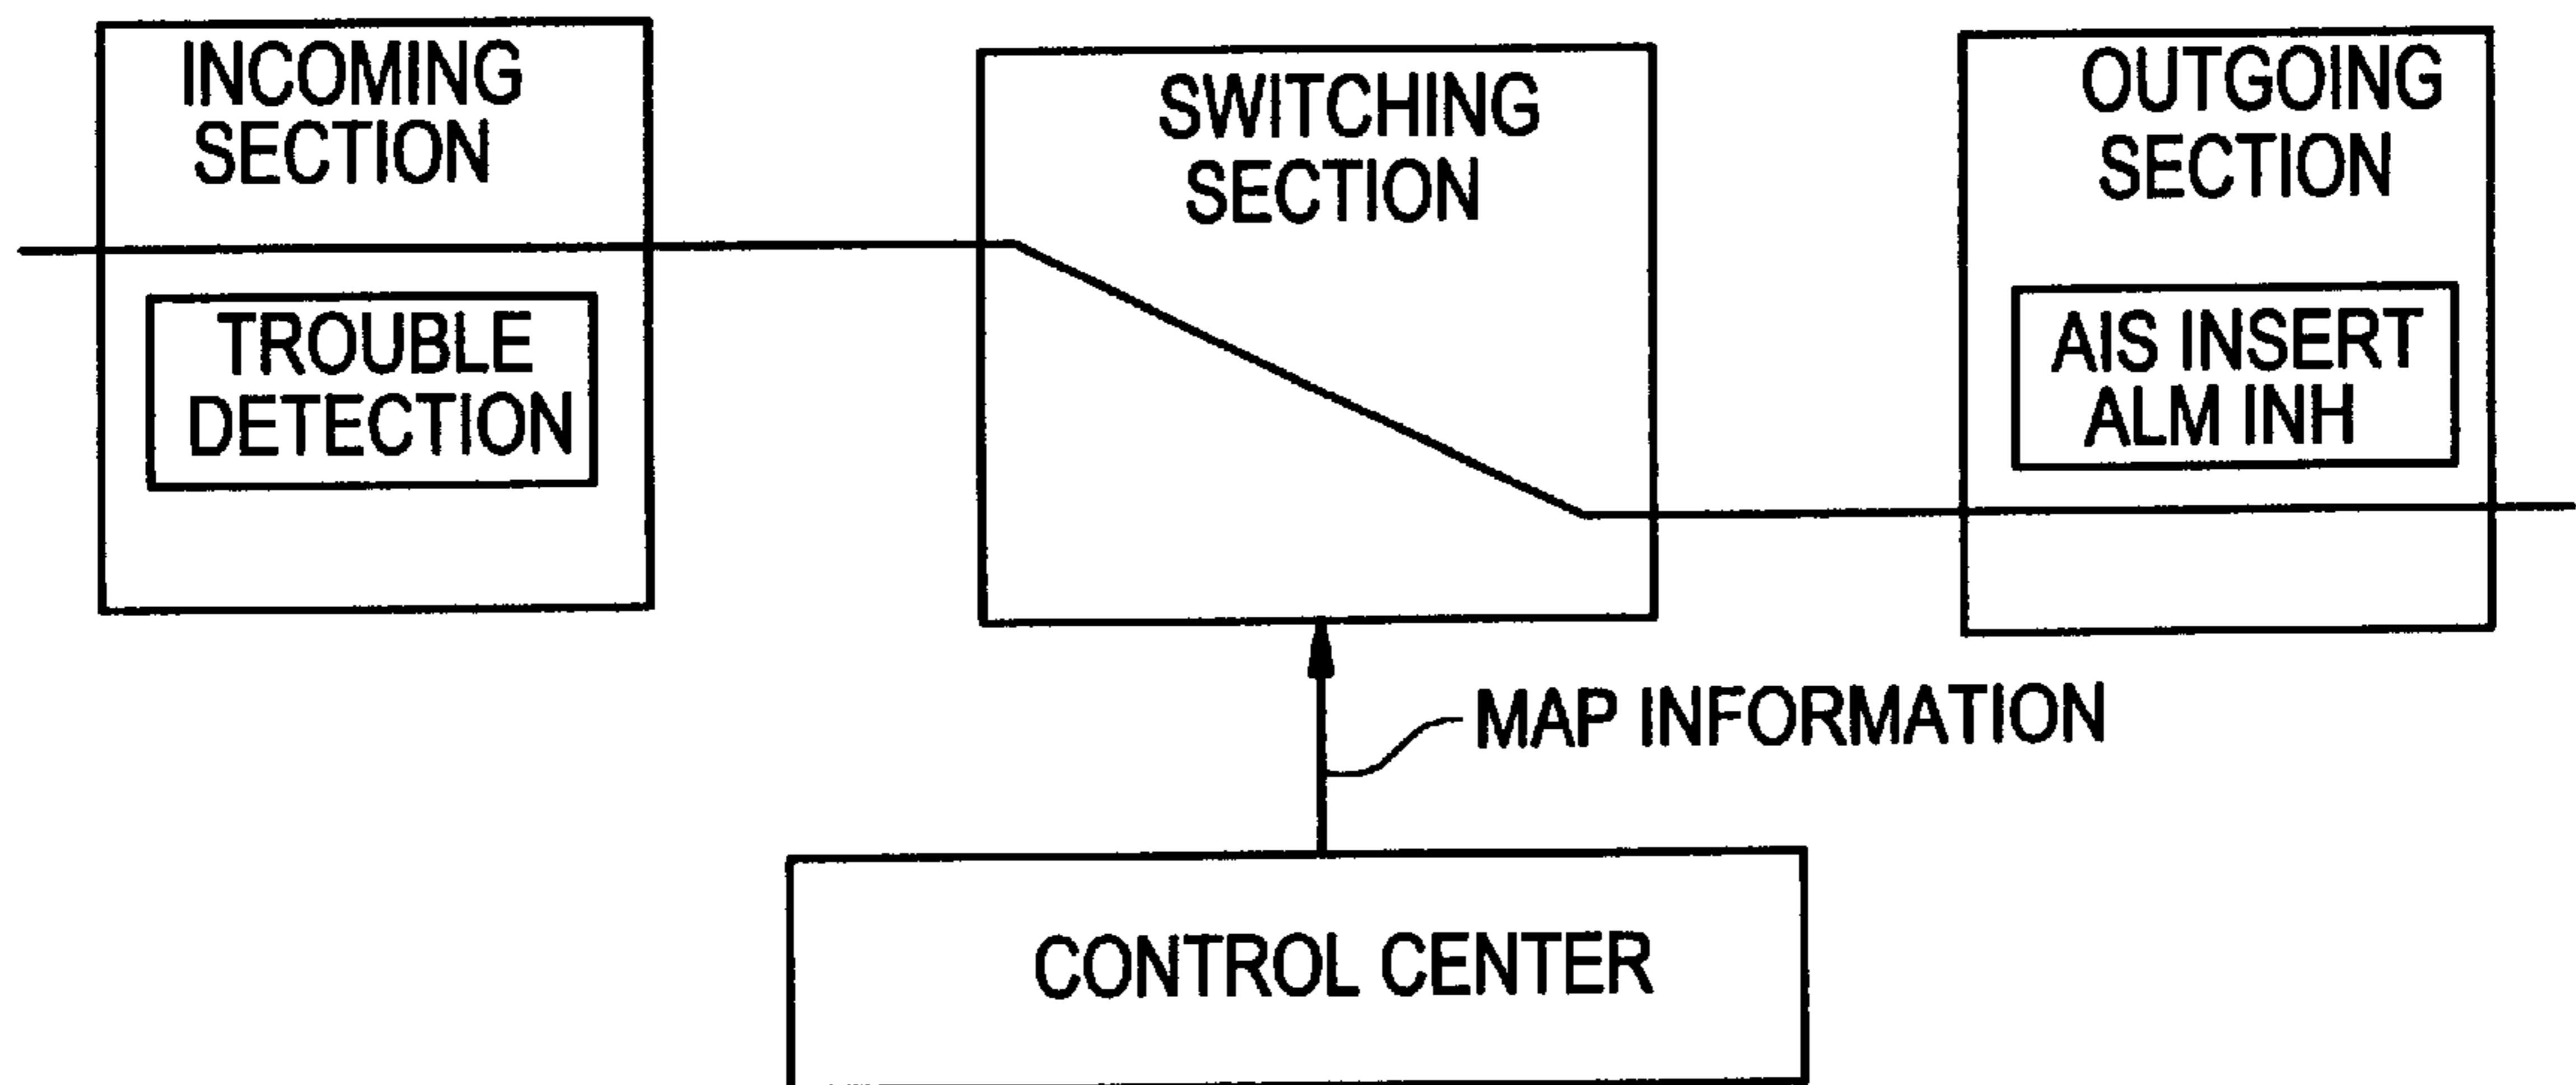 INCOMING
SECTION
TROUBLE
DETECTION
SWITCHING
SECTION
OUTGOING
SECTION
AIS INSERT
ALM INH
MAP INFORMATION
CONTROL CENTER